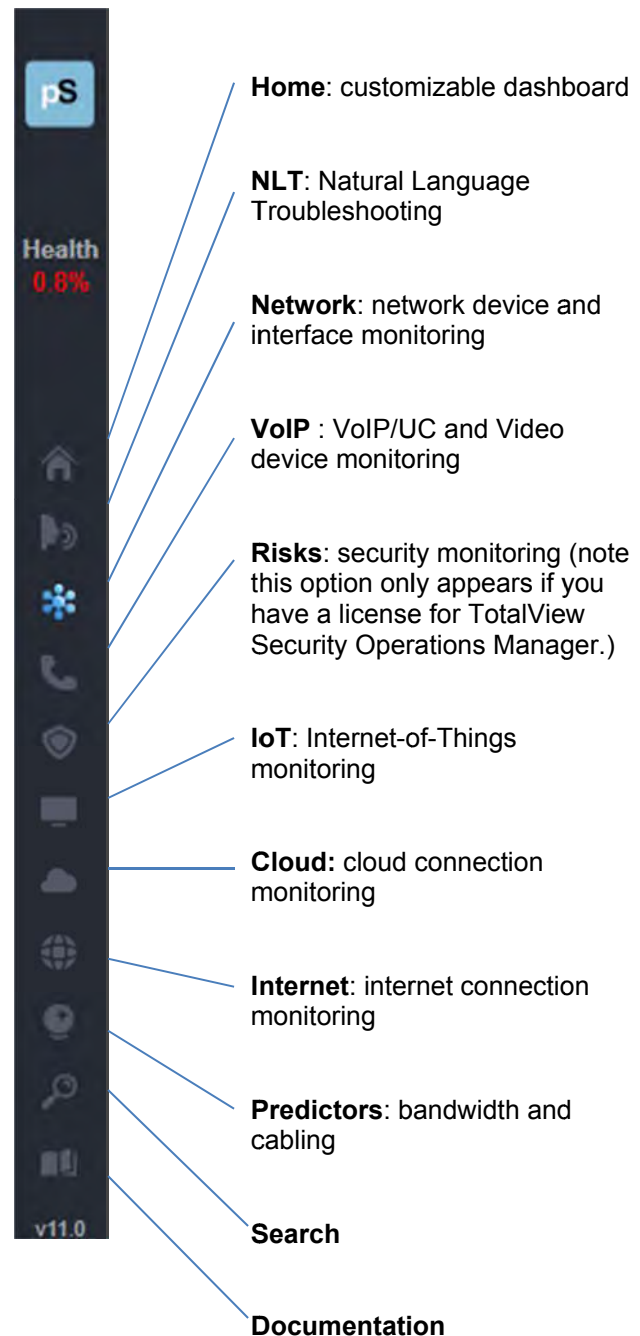 pS
Health
0.8%
v11.0
Home: customizable dashboard
NLT: Natural Language
Troubleshooting
Network: network device and
interface monitoring
VoIP : VoIP/UC and Video
device monitoring
Risks: security monitoring (note
this option only appears if you
have a license for TotalView
Security Operations Manager.)
IoT: Internet-of-Things
monitoring
Cloud: cloud connection
monitoring
Internet: internet connection
monitoring
Predictors: bandwidth and
cabling
Search
Documentation